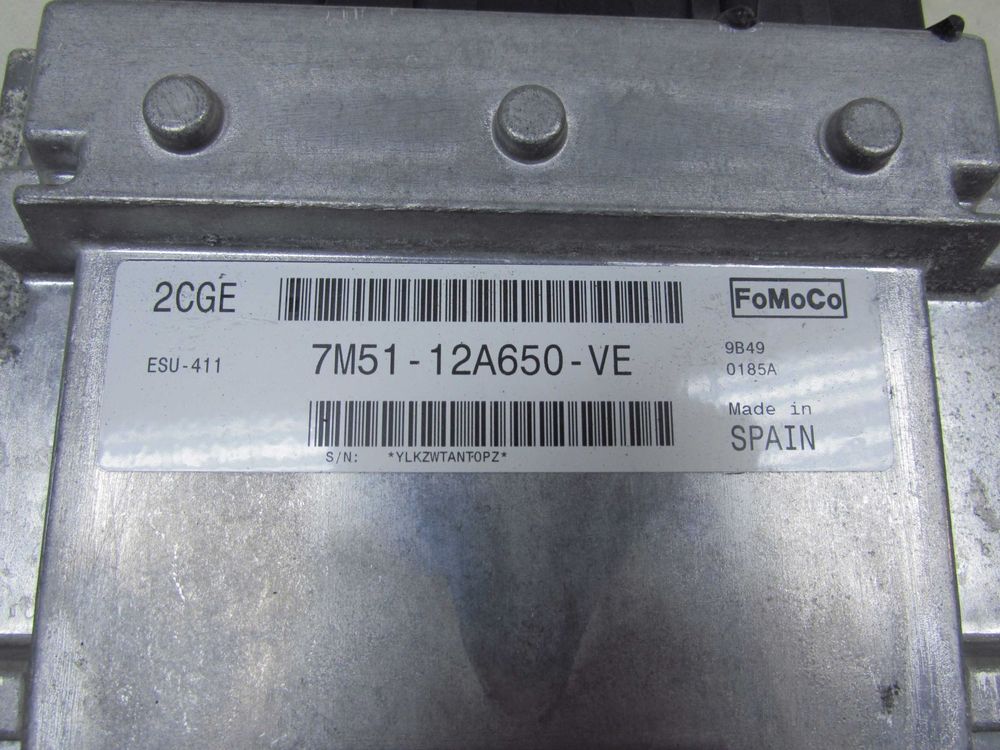 2CGE
FoMoCo
ESU-411
7M51-12A650-VE
9B49
0185A
S/N: *YLKZWTANT0PZ*
Made in
SPAIN